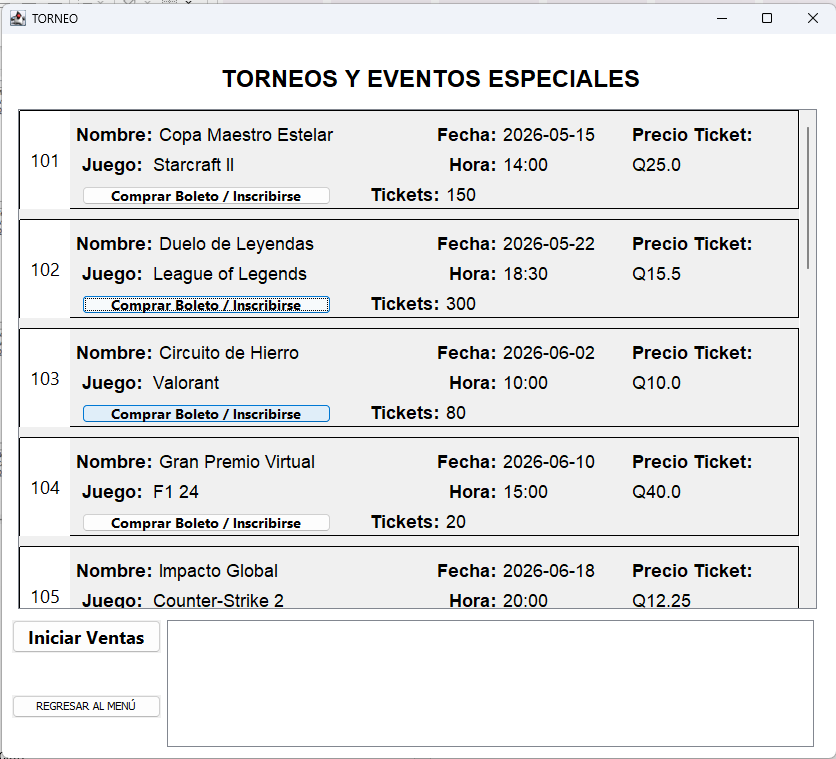 TORNEO
TORNEOS Y EVENTOS ESPECIALES
101
Nombre: Copa Maestro Estelar Fecha: 2026-05-15 Precio Ticket:
Juego: Starcraft II Hora: 14:00 Q25.0
Comprar Boleto / Inscribirse Tickets: 150
102
Nombre: Duelo de Leyendas Fecha: 2026-05-22 Precio Ticket:
Juego: League of Legends Hora: 18:30 Q15.5
Comprar Boleto / Inscribirse Tickets: 300
103
Nombre: Circuito de Hierro Fecha: 2026-06-02 Precio Ticket:
Juego: Valorant Hora: 10:00 Q10.0
Comprar Boleto / Inscribirse Tickets: 80
104
Nombre: Gran Premio Virtual Fecha: 2026-06-10 Precio Ticket:
Juego: F1 24 Hora: 15:00 Q40.0
Comprar Boleto / Inscribirse Tickets: 20
105
Nombre: Impacto Global Fecha: 2026-06-18 Precio Ticket:
Juego: Counter-Strike 2 Hora: 20:00 Q12.25
Iniciar Ventas
REGRESAR AL MENÚ